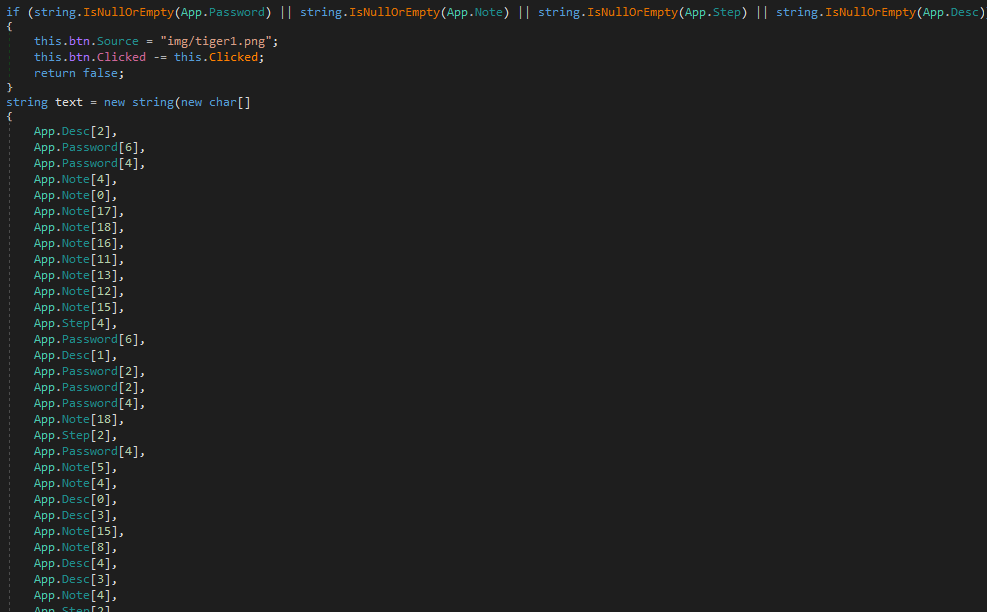 if (string.IsNullOrEmpty(App.Password) || string.IsNullOrEmpty(App.Note) || string.IsNullOrEmpty(App.Step) || string.IsNullOrEmpty(App.Desc)
{
this.btn.Source = "img/tiger1.png";
this.btn.Clicked -= this.Clicked;
return false;
}
string text = new string(new char[]
{
App.Desc[2],
App.Password[6],
App.Password[4],
App.Note[4],
App.Note[0],
App.Note[17],
App.Note[18],
App.Note[16],
App.Note[11],
App.Note[13],
App.Note[12],
App.Note[15],
App.Step[4],
App.Password[6],
App.Desc[1],
App.Password[2],
App.Password[2],
App.Password[4],
App.Note[18],
App.Step[2],
App.Password[4],
App.Note[5],
App.Note[4],
App.Desc[0],
App.Desc[3],
App.Note[15],
App.Note[8],
App.Desc[4],
App.Desc[3],
App.Note[4],
App.Step[2]